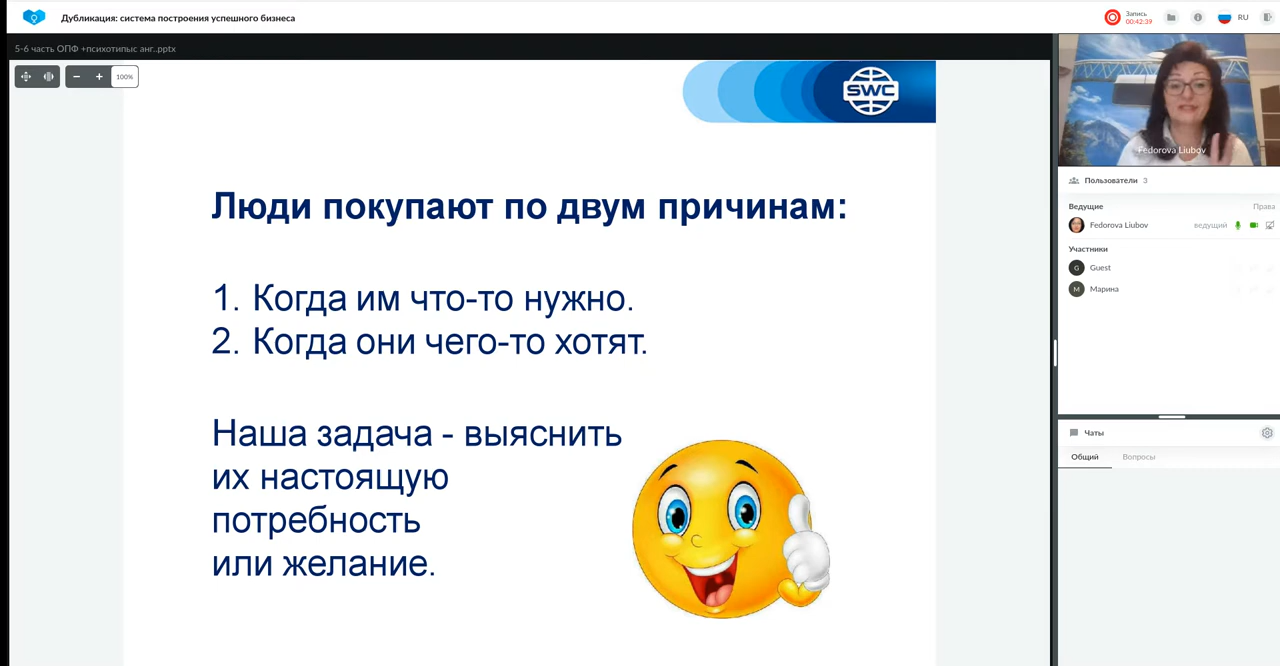 Дубликация: система построения успешного бизнеса
Запись
00:42:39
RU
5-6 часть ОПФ +психотипыс анг..pptx
100%
SWC
Люди покупают по двум причинам:
1. Когда им что-то нужно.
2. Когда они чего-то хотят.
Наша задача - выяснить
их настоящую
потребность
или желание.
Fedorova Liubov
Пользователи 3
Ведущие Права
Fedorova Liubov ведущий
Участники
G Guest
М Марина
Чаты
Общий Вопросы